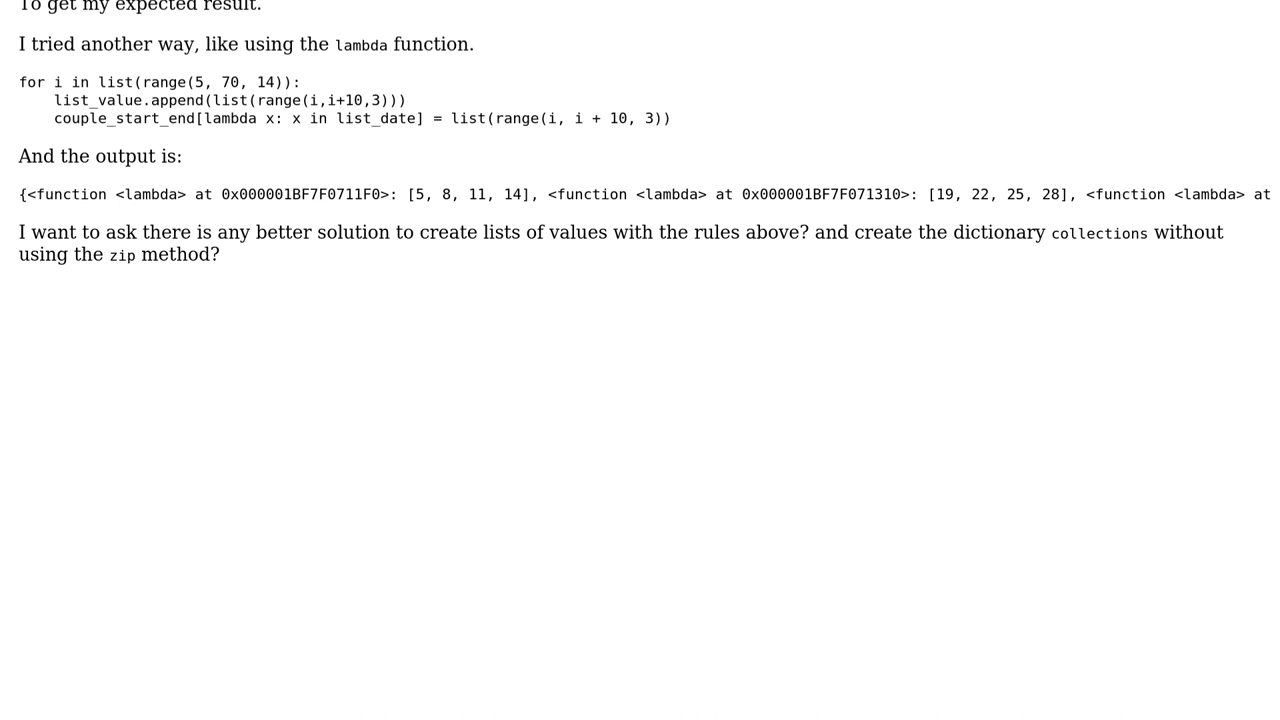 To get my expected result.
I tried another way, like using the lambda function.
for i in list(range(5, 70, 14)):
    list_value.append(list(range(i,i+10,3)))
    couple_start_end[lambda x: x in list_date] = list(range(i, i + 10, 3))
And the output is:
{<function <lambda> at 0x000001BF7F0711F0>: [5, 8, 11, 14], <function <lambda> at 0x000001BF7F071310>: [19, 22, 25, 28], <function <lambda> at
I want to ask there is any better solution to create lists of values with the rules above? and create the dictionary collections without
using the zip method?